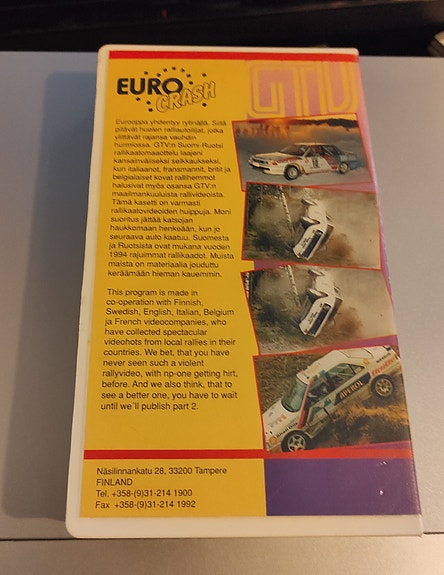 EURO
CRASH
GTV
Eurooppa yhdentyy rytinällä. Siitä
pitävät huolen ralliautoilijat, jotka
ylittävät rajansa vauhdin
hurmiossa. GTV:n Suomi-Ruotsi
rallikaatomaaottelu laajeni
kansainväliseksi seikkaukseksi,
kun italiaanot, fransmannit, britit ja
belgialaiset kovat rallihemmot
halusivat myös osansa GTV:n
maailmankuuluista rallivideoista.
Tämä kasetti on varmasti
rallikaatovideoiden huippuja. Moni
suoritus jättää katsojan
haukkomaan henkeään, kun jo
seuraava auto kaatuu. Suomesta
ja Ruotsista ovat mukana vuoden
1994 rajuimmat rallikaadot. Muista
maista on materiaalia jouduttu
keräämään hieman kauemmin.
This program is made in
co-operation with Finnish,
Swedish, English, Italian, Belgium
ja French videocompanies, who
have collected spectacular
videohots from local rallies in their
countries. We bet, that you have
never seen such a violent
rallyvideo, with np-one getting hirt,
before. And we also think, that to
see a better one, you have to wait
until we´ll publish part 2.
APEROL
Näsilinnankatu 28, 33200 Tampere
FINLAND
Tel. +358-(9)31-214 1900
Fax +358-(9)31-214 1992